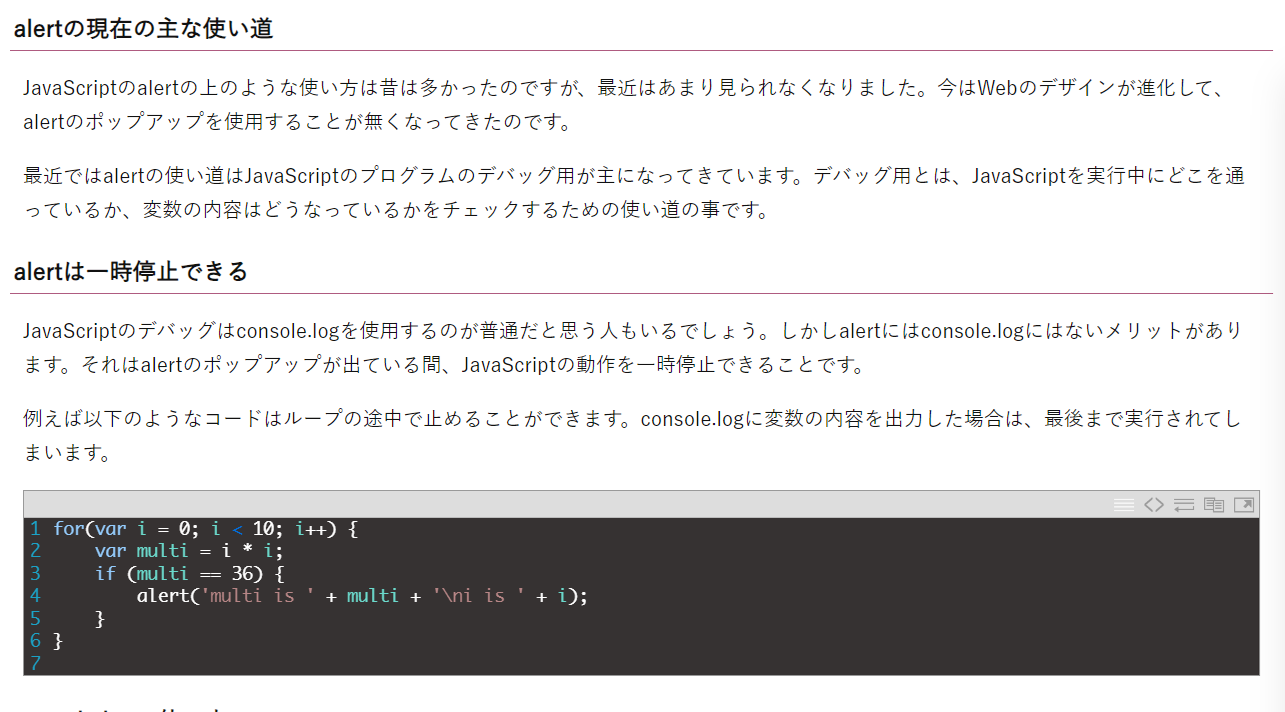 alertの現在の主な使い道
JavaScriptのalertの上のような使い方は昔は多かったのですが、最近はあまり見られなくなりました。今はWebのデザインが進化して、
alertのポップアップを使用することが無くなってきたのです。
最近ではalertの使い道はJavaScriptのプログラムのデバッグ用が主になってきています。デバッグ用とは、JavaScriptを実行中にどこを通
っているか、変数の内容はどうなっているかをチェックするための使い道の事です。
alertは一時停止できる
JavaScriptのデバッグはconsole.logを使用するのが普通だと思う人もいるでしょう。しかしalertにはconsole.logにはないメリットがあり
ます。それはalertのポップアップが出ている間、JavaScriptの動作を一時停止できることです。
例えば以下のようなコードはループの途中で止めることができます。console.logに変数の内容を出力した場合は、最後まで実行されてし
まいます。
1 for(var i = 0; i < 10; i++) {
2     var multi = i * i;
3     if (multi == 36) {
4         alert('multi is ' + multi + '\ni is ' + i);
5     }
6 }
7